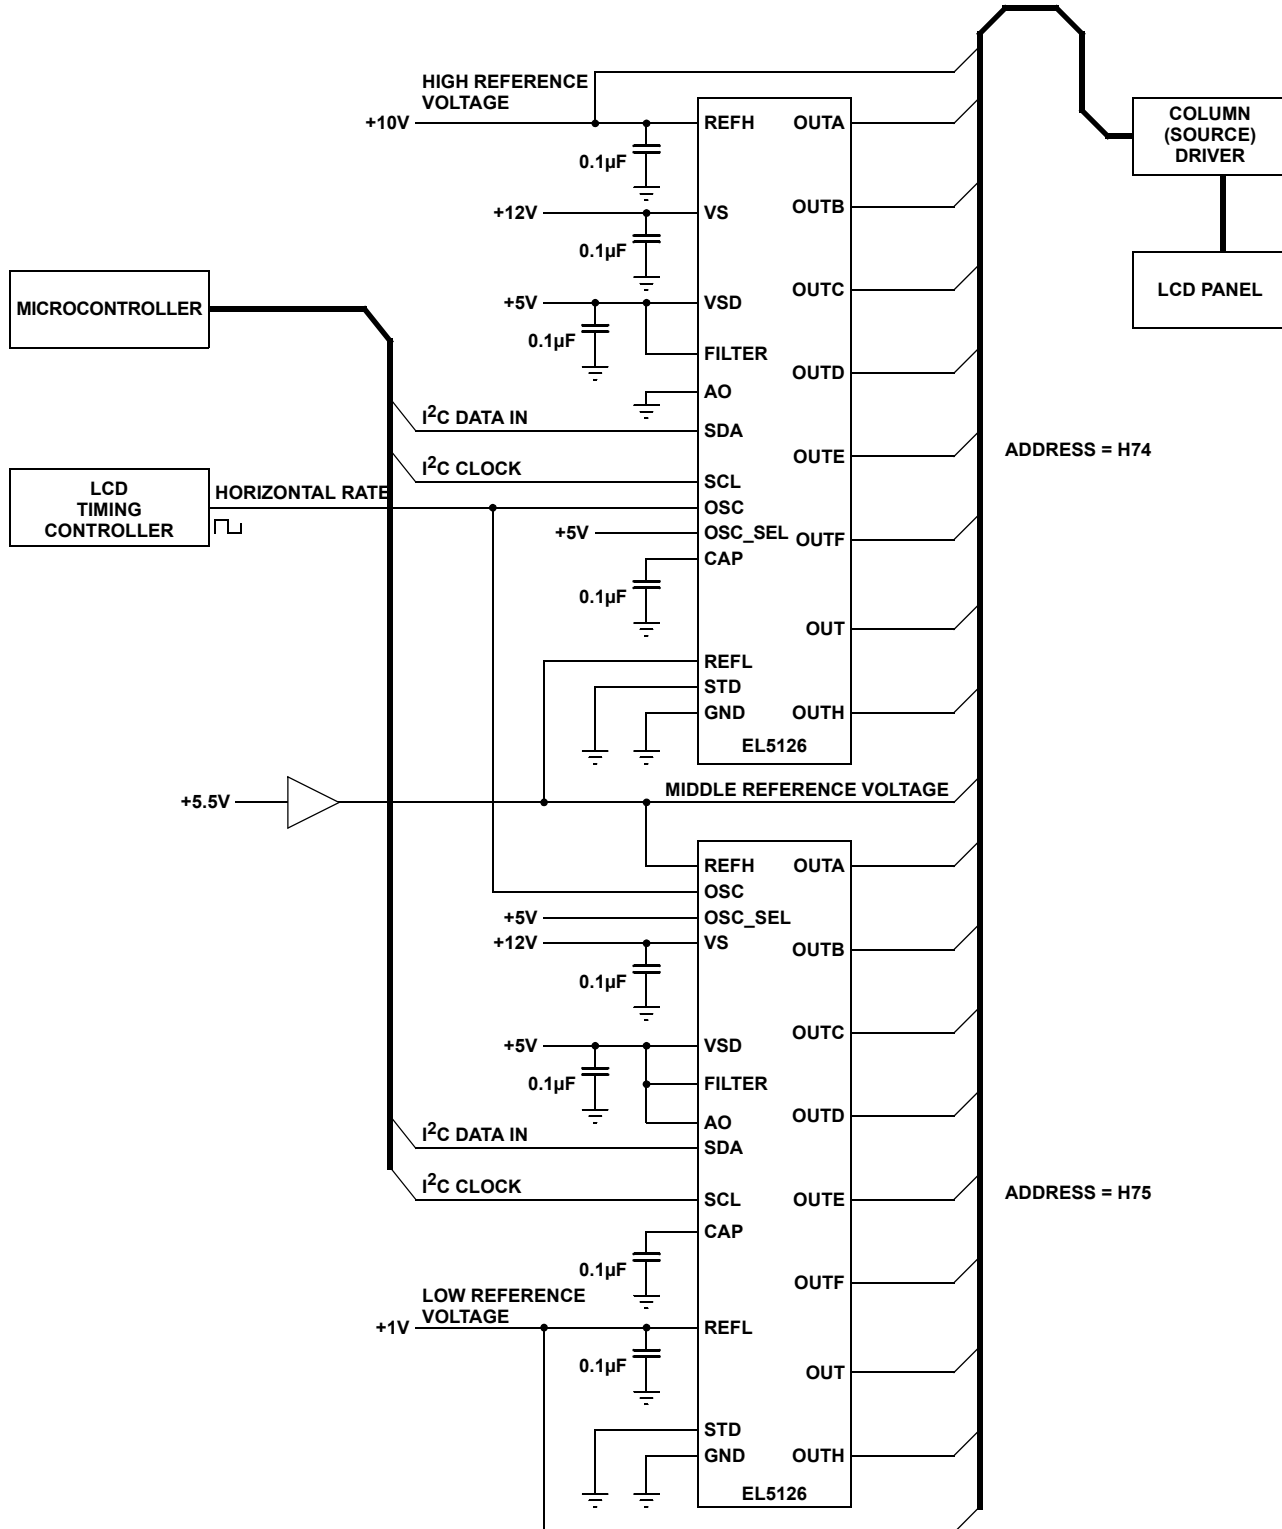 HIGH REFERENCE
VOLTAGE
+10V
REFH
OUTA
0.1µF
COLUMN
(SOURCE)
DRIVER
+12V
VS
OUTB
0.1µF
MICROCONTROLLER
+5V
VSD
OUTC
LCD PANEL
0.1µF
FILTER
OUTD
AO
I²C DATA IN
SDA
OUTE
ADDRESS = H74
I²C CLOCK
SCL
LCD
TIMING
CONTROLLER
HORIZONTAL RATE
OSC
+5V
OSC_SEL
OUTF
CAP
0.1µF
OUT
REFL
STD
GND
OUTH
EL5126
+5.5V
MIDDLE REFERENCE VOLTAGE
REFH
OUTA
OSC
+5V
OSC_SEL
+12V
VS
OUTB
0.1µF
OUTC
+5V
VSD
0.1µF
FILTER
OUTD
AO
I²C DATA IN
SDA
I²C CLOCK
SCL
OUTE
ADDRESS = H75
CAP
0.1µF
OUTF
LOW REFERENCE
VOLTAGE
+1V
REFL
0.1µF
OUT
STD
GND
OUTH
EL5126